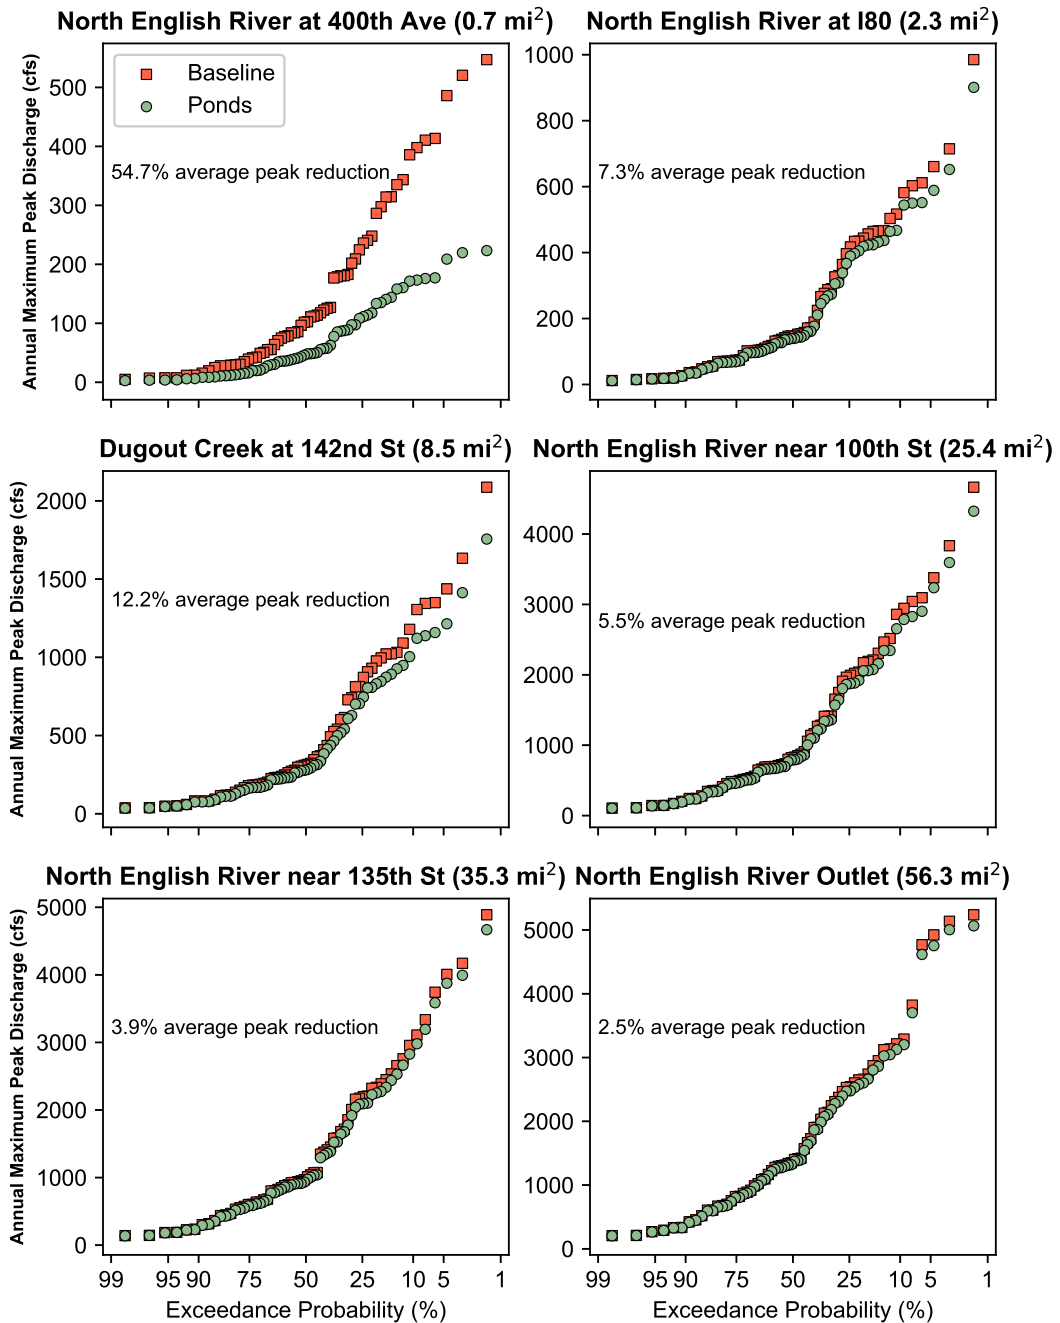 North English River at 400th Ave (0.7 mi²)
Annual Maximum Peak Discharge (cfs)
500
400
300
200
100
0
Baseline
Ponds
54.7% average peak reduction
North English River at I80 (2.3 mi²)
1000
800
600
400
200
0
7.3% average peak reduction
Dugout Creek at 142nd St (8.5 mi²)
Annual Maximum Peak Discharge (cfs)
2000
1500
1000
500
0
12.2% average peak reduction
North English River near 100th St (25.4 mi²)
4000
3000
2000
1000
0
5.5% average peak reduction
North English River near 135th St (35.3 mi²)
Annual Maximum Peak Discharge (cfs)
5000
4000
3000
2000
1000
0
3.9% average peak reduction
99 95 90 75 50 25 10 5 1
Exceedance Probability (%)
North English River Outlet (56.3 mi²)
5000
4000
3000
2000
1000
0
2.5% average peak reduction
99 95 90 75 50 25 10 5 1
Exceedance Probability (%)